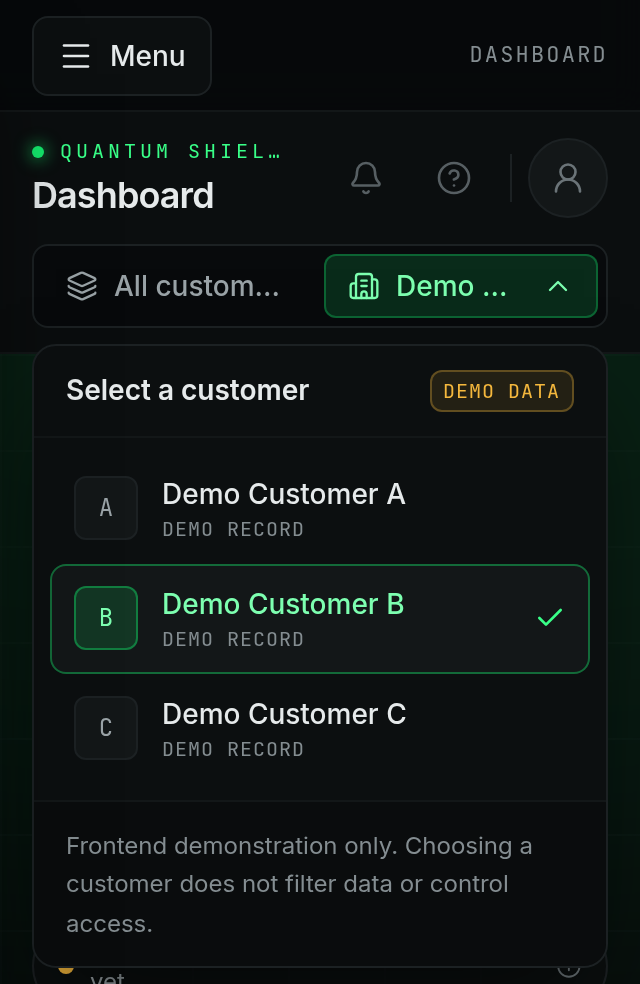 Menu
DASHBOARD
QUANTUM SHIEL…
Dashboard
All custom...
Demo ...
Select a customer
DEMO DATA
A
Demo Customer A
DEMO RECORD
B
Demo Customer B
DEMO RECORD
C
Demo Customer C
DEMO RECORD
Frontend demonstration only. Choosing a
customer does not filter data or control
access.
yet